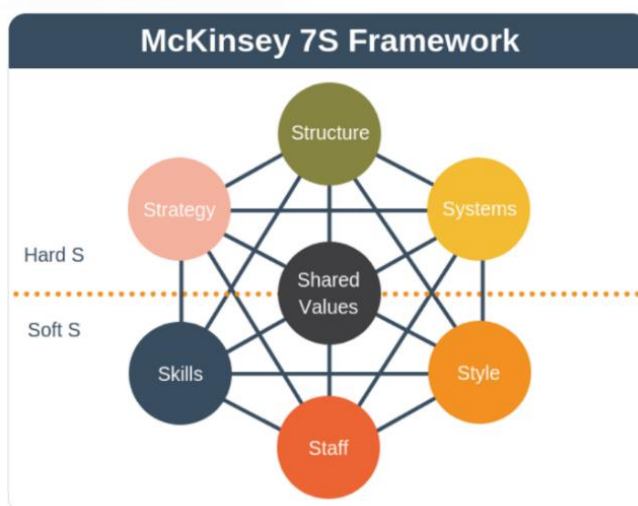 McKinsey 7S Framework
Structure
Strategy
Systems
Hard S
Shared
Values
Soft S
Skills
Style
Staff